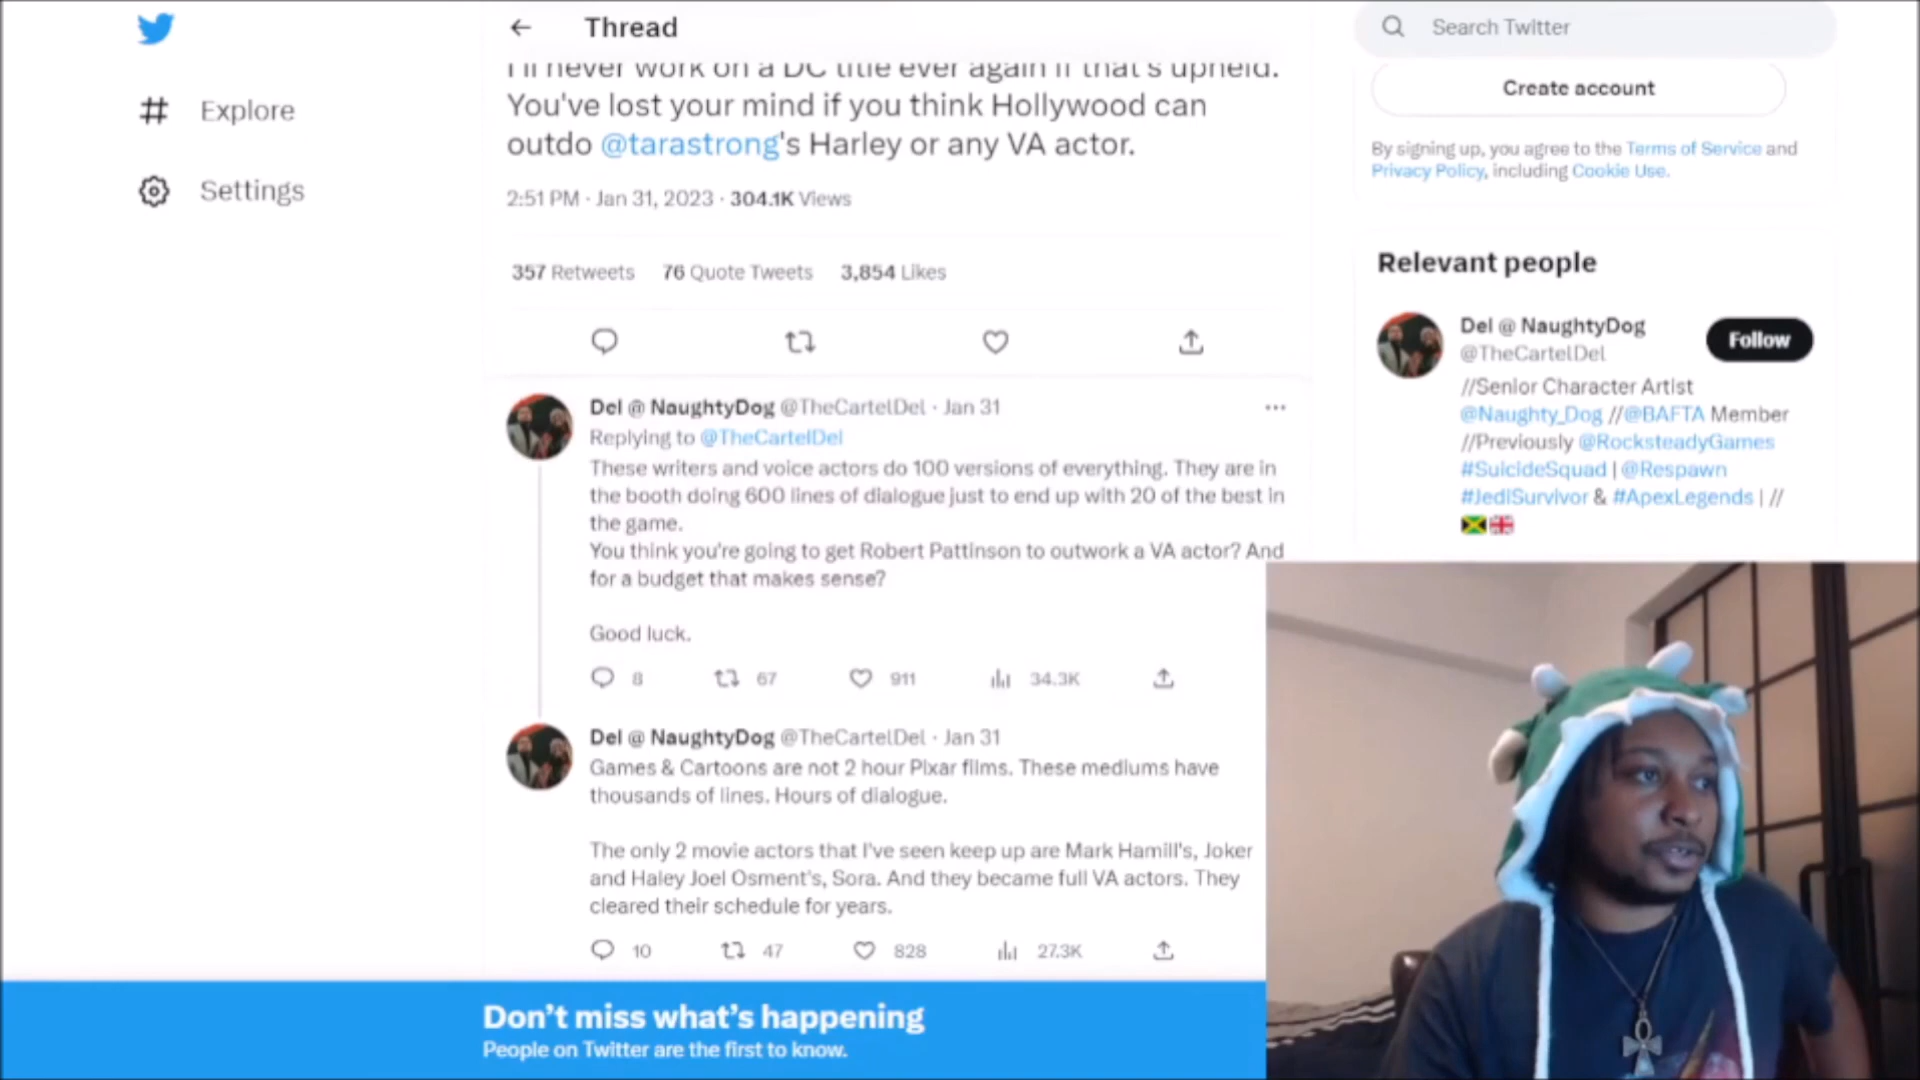 Thread
Search Twitter
Explore
Settings
I'll never work on a DC title ever again if that's upheld.
You've lost your mind if you think Hollywood can
outdo @tarastrong's Harley or any VA actor.
2:51 PM · Jan 31, 2023 · 304.1K Views
357 Retweets 76 Quote Tweets 3,854 Likes
Del @ NaughtyDog @TheCartelDel · Jan 31
Replying to @TheCartelDel
These writers and voice actors do 100 versions of everything. They are in
the booth doing 600 lines of dialogue just to end up with 20 of the best in
the game.
You think you're going to get Robert Pattinson to outwork a VA actor? And
for a budget that makes sense?
Good luck.
8 67 911 34.3K
Del @ NaughtyDog @TheCartelDel · Jan 31
Games & Cartoons are not 2 hour Pixar films. These mediums have
thousands of lines. Hours of dialogue.
The only 2 movie actors that I've seen keep up are Mark Hamill's, Joker
and Haley Joel Osment's, Sora. And they became full VA actors. They
cleared their schedule for years.
10 47 828 27.3K
Create account
By signing up, you agree to the Terms of Service and
Privacy Policy, including Cookie Use.
Relevant people
Del @ NaughtyDog
@TheCartelDel
Follow
//Senior Character Artist
@Naughty_Dog //@BAFTA Member
//Previously @RocksteadyGames
#SuicideSquad | @Respawn
#JediSurvivor & #ApexLegends | //
Don't miss what's happening
People on Twitter are the first to know.